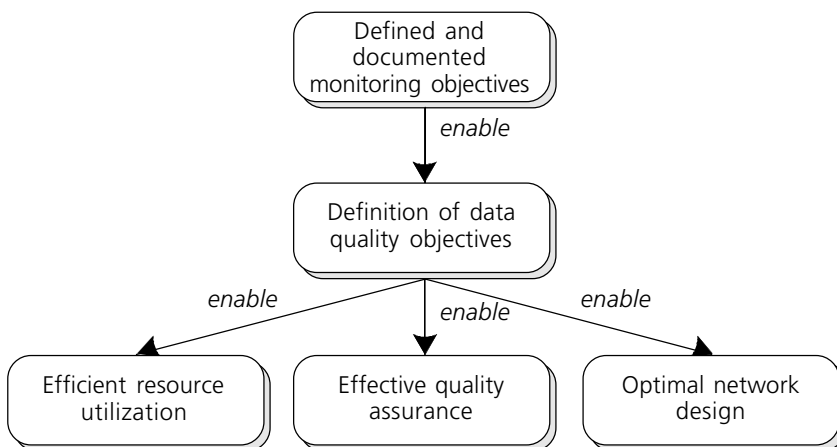 Defined and
documented
monitoring objectives
enable
Definition of data
quality objectives
enable
enable
enable
Efficient resource
utilization
Effective quality
assurance
Optimal network
design